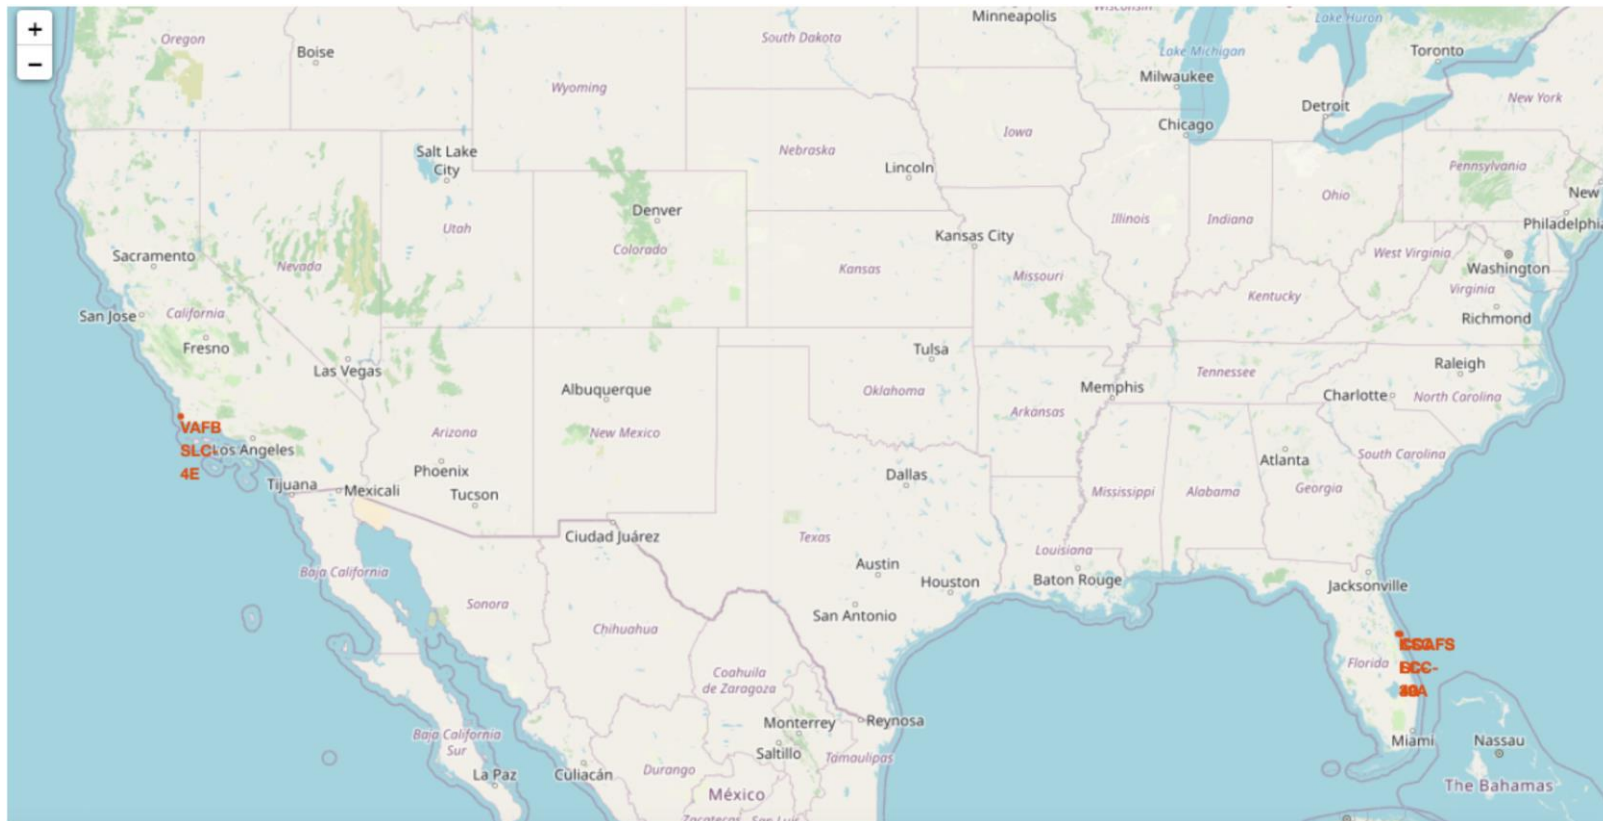 +
−
Oregon
Boise
South Dakota
Minneapolis
Lake Huron
Lake Michigan
Toronto
Milwaukee
Wyoming
New York
Detroit
Chicago
Iowa
Nebraska
Salt Lake
City
Lincoln
Pennsylvania
New
Ohio
Denver
Illinois
Indiana
Utah
Philadelphia
Kansas City
Colorado
Sacramento
Nevada
Kansas
Missouri
West Virginia
Washington
Virginia
Kentucky
San Jose
California
Richmond
Fresno
Las Vegas
Tulsa
Raleigh
Tennessee
Albuquerque
Oklahoma
Memphis
Charlotte
North Carolina
Arkansas
VAFB
SLC-
4E
Los Angeles
Arizona
New Mexico
Phoenix
Dallas
Atlanta
South Carolina
Tijuana
Mexicali
Tucson
Mississippi
Alabama
Georgia
Ciudad Juárez
Texas
Louisiana
Austin
Houston
Baton Rouge
Jacksonville
Baja California
Sonora
San Antonio
Chihuahua
Florida
Coahuila
de Zaragoza
Monterrey
Reynosa
Baja California
Sur
Saltillo
Tamaulipas
Miami
Nassau
La Paz
Culiacán
Durango
México
The Bahamas
Zacatecas
San Luis